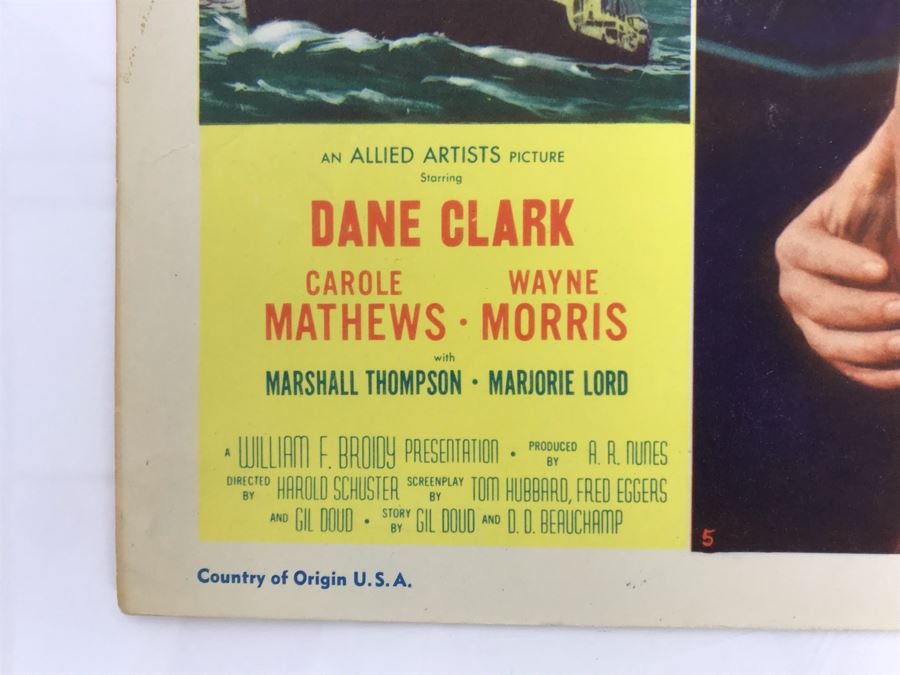 AN ALLIED ARTISTS PICTURE
Starring
DANE CLARK
CAROLE WAYNE
MATHEWS · MORRIS
with
MARSHALL THOMPSON · MARJORIE LORD
A WILLIAM F. BROIDY PRESENTATION · PRODUCED BY A. R. NUNES
DIRECTED BY HAROLD SCHUSTER SCREENPLAY BY TOM HUBBARD, FRED EGGERS
AND GIL DOUD · STORY BY GIL DOUD AND D. D. BEAUCHAMP
5
Country of Origin U.S.A.